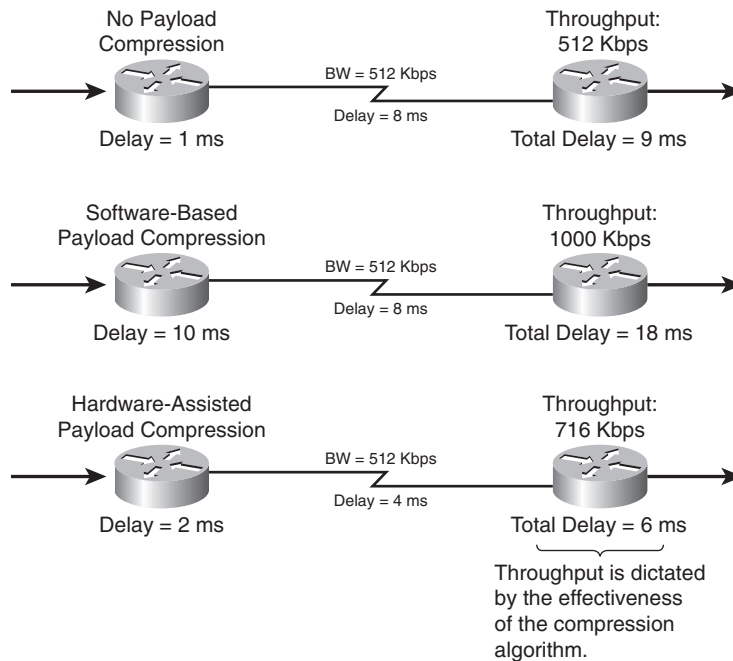 No Payload
Compression
Throughput:
512 Kbps
BW = 512 Kbps
Delay = 8 ms
Delay = 1 ms
Total Delay = 9 ms
Software-Based
Payload Compression
Throughput:
1000 Kbps
BW = 512 Kbps
Delay = 8 ms
Delay = 10 ms
Total Delay = 18 ms
Hardware-Assisted
Payload Compression
Throughput:
716 Kbps
BW = 512 Kbps
Delay = 4 ms
Delay = 2 ms
Total Delay = 6 ms
Throughput is dictated
by the effectiveness
of the compression
algorithm.